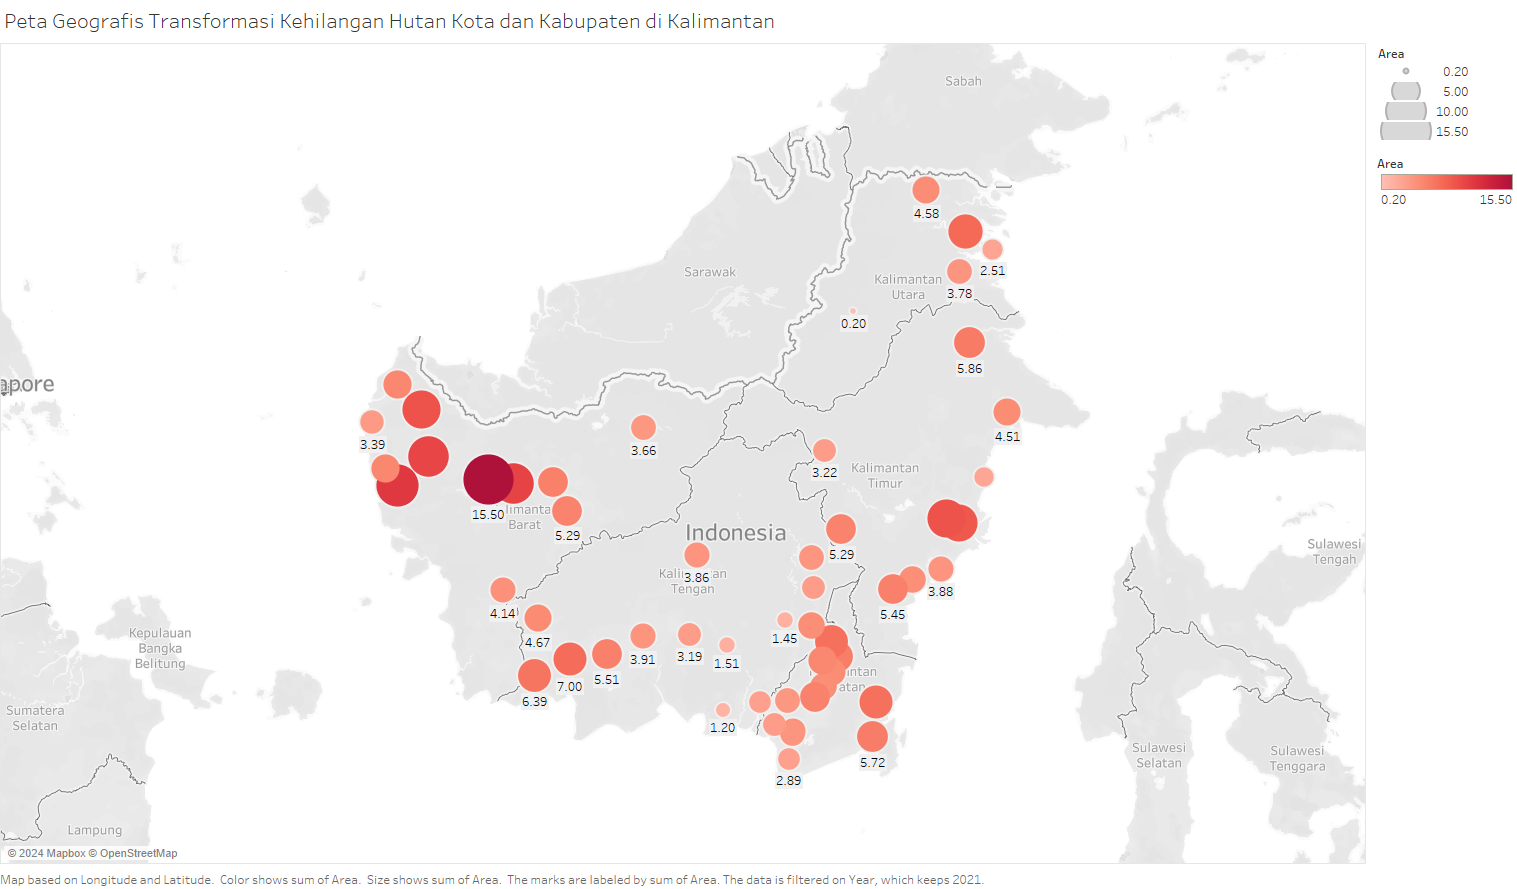 Peta Geografis Transformasi Kehilangan Hutan Kota dan Kabupaten di Kalimantan
Area
0.20
5.00
10.00
15.50
Area
0.20 15.50
Sabah
4.58
2.51
Sarawak
Kalimantan
Utara
3.78
0.20
5.86
apore
4.51
3.39
3.66
3.22
Kalimantan
Timur
15.50
limanta
Barat
5.29
Indonesia
5.29
Sulawesi
Tengah
3.86
Kali tan
Tengan
3.88
4.14
5.45
Kepulauan
Bangka
Belitung
4.67
1.45
3.91
3.19
1.51
5.51
7.00
6.39
ntan
atan
Sumatera
Selatan
1.20
5.72
2.89
Sulawesi
Selatan
Sulawesi
Tenggara
Lampung
© 2024 Mapbox © OpenStreetMap
Map based on Longitude and Latitude. Color shows sum of Area. Size shows sum of Area. The marks are labeled by sum of Area. The data is filtered on Year, which keeps 2021.